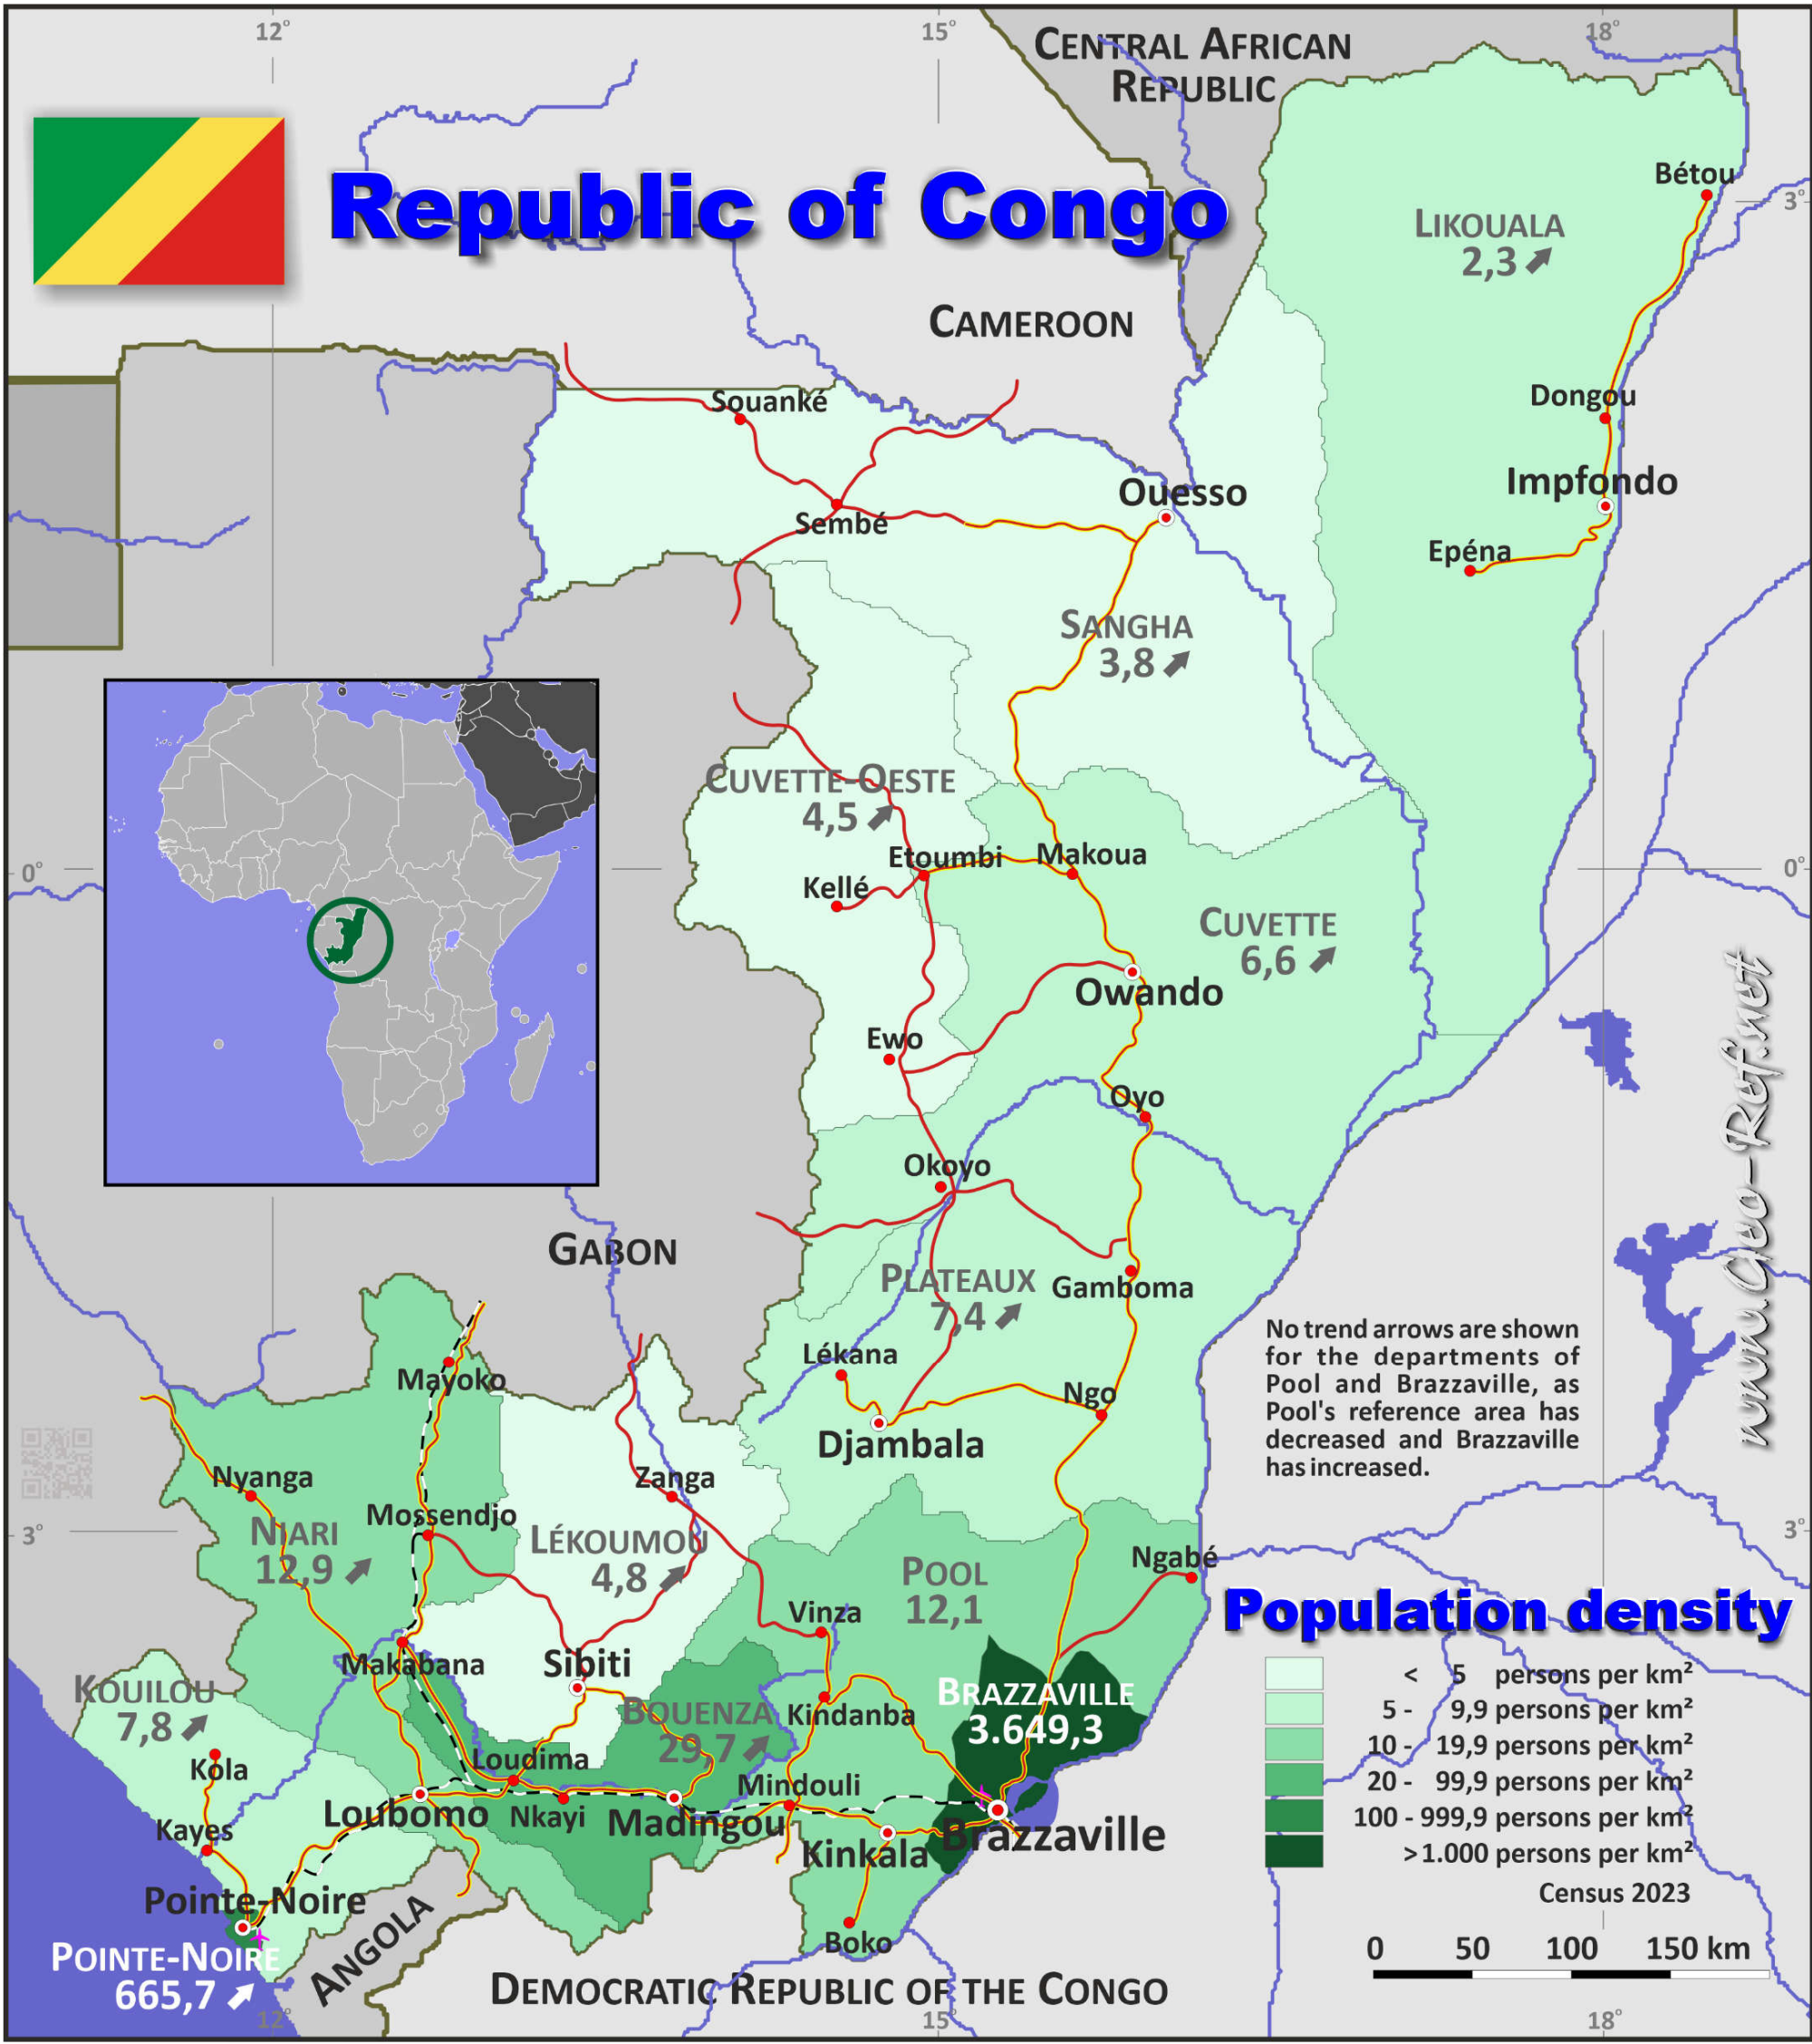 12°
15°
18°
CENTRAL AFRICAN
REPUBLIC
Republic of Congo
Bétou
3°
LIKOUALA
2,3
CAMEROON
Souanké
Dongou
Ouesso
Impfondo
Sembé
Epéna
SANGHA
3,8
CUVETTE-OESTE
4,5
Etoumbi
Makoua
0°
0°
Kellé
CUVETTE
6,6
Owando
Ewo
Oyo
www.Cleo-Ref.net
Okoyo
GABON
PLATEAUX
7,4
Gamboma
No trend arrows are shown
for the departments of
Pool and Brazzaville, as
Pool's reference area has
decreased and Brazzaville
has increased.
Lékana
Mayoko
Ngo
Djambala
Nyanga
Zanga
Mossendjo
3°
3°
NIARI
12,9
LÉKOUMOU
4,8
Ngabé
POOL
12,1
Vinza
Population density
Makabana
Sibiti
KOUILOU
7,8
BOUENZA
29,7
Kindanba
BRAZZAVILLE
3.649,3
< 5 persons per km²
5 - 9,9 persons per km²
10 - 19,9 persons per km²
20 - 99,9 persons per km²
100 - 999,9 persons per km²
>1.000 persons per km²
Census 2023
Kola
Loudima
Mindouli
Loubomo
Nkayi
Madingou
Kayes
Kinkala
Brazzaville
Pointe-Noire
Boko
POINTE-NOIRE
665,7
ANGOLA
DEMOCRATIC REPUBLIC OF THE CONGO
0 50 100 150 km
12°
15°
18°